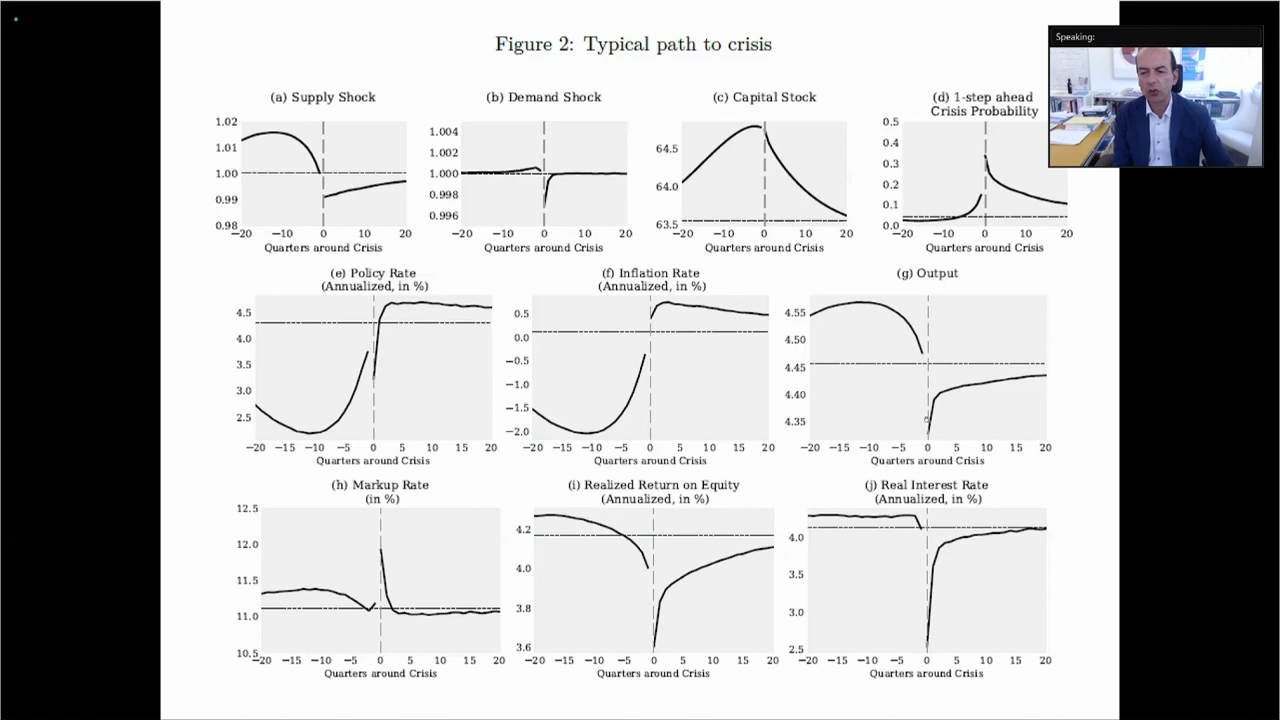 Speaking:
Figure 2: Typical path to crisis
(a) Supply Shock
1.02
1.01
1.00
0.99
0.98
−20 −10 0 10 20
Quarters around Crisis
(b) Demand Shock
1.004
1.002
1.000
0.998
0.996
−20 −10 0 10 20
Quarters around Crisis
(c) Capital Stock
64.5
64.0
63.5
−20 −10 0 10 20
Quarters around Crisis
(d) 1-step ahead
Crisis Probability
0.5
0.4
0.3
0.2
0.1
0.0
−20 −10 0 10 20
Quarters around Crisis
(e) Policy Rate
(Annualized, in %)
4.5
4.0
3.5
3.0
2.5
−20 −15 −10 −5 0 5 10 15 20
Quarters around Crisis
(f) Inflation Rate
(Annualized, in %)
0.5
0.0
−0.5
−1.0
−1.5
−2.0
−20 −15 −10 −5 0 5 10 15 20
Quarters around Crisis
(g) Output
4.55
4.50
4.45
4.40
4.35
−20 −15 −10 −5 0 5 10 15 20
Quarters around Crisis
(h) Markup Rate
(in %)
12.5
12.0
11.5
11.0
10.5
−20 −15 −10 −5 0 5 10 15 20
Quarters around Crisis
(i) Realized Return on Equity
(Annualized, in %)
4.2
4.0
3.8
3.6
−20 −15 −10 −5 0 5 10 15 20
Quarters around Crisis
(j) Real Interest Rate
(Annualized, in %)
4.0
3.5
3.0
2.5
−20 −15 −10 −5 0 5 10 15 20
Quarters around Crisis